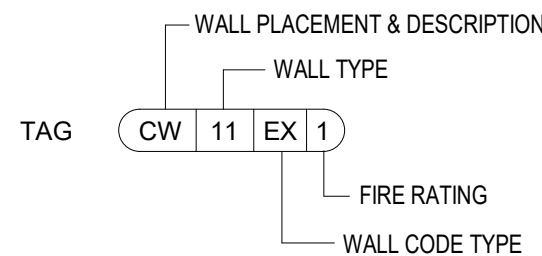 WALL PLACEMENT & DESCRIPTION
WALL TYPE
TAG CW 11 EX 1
FIRE RATING
WALL CODE TYPE